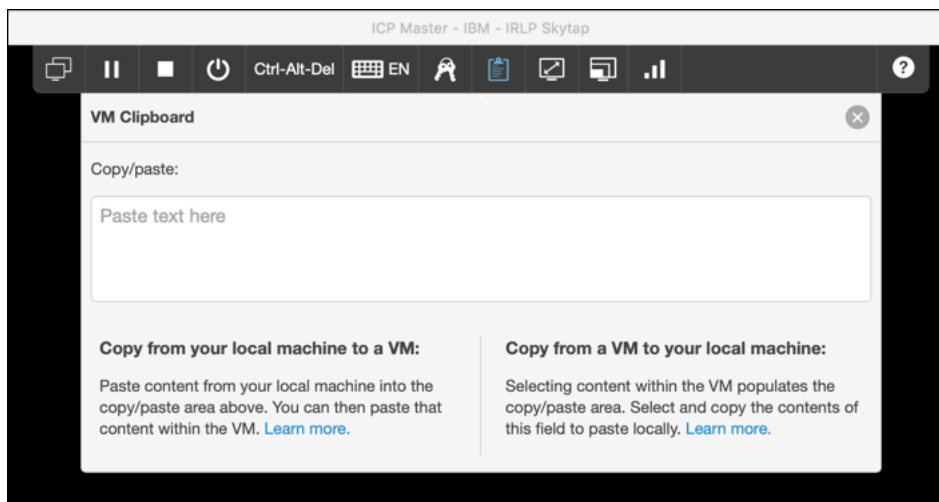 ICP Master - IBM - IRLP Skytap
Ctrl-Alt-Del EN ?
VM Clipboard
Copy/paste:
Paste text here
Copy from your local machine to a VM:
Paste content from your local machine into the
copy/paste area above. You can then paste that
content within the VM. Learn more.
Copy from a VM to your local machine:
Selecting content within the VM populates the
copy/paste area. Select and copy the contents of
this field to paste locally. Learn more.